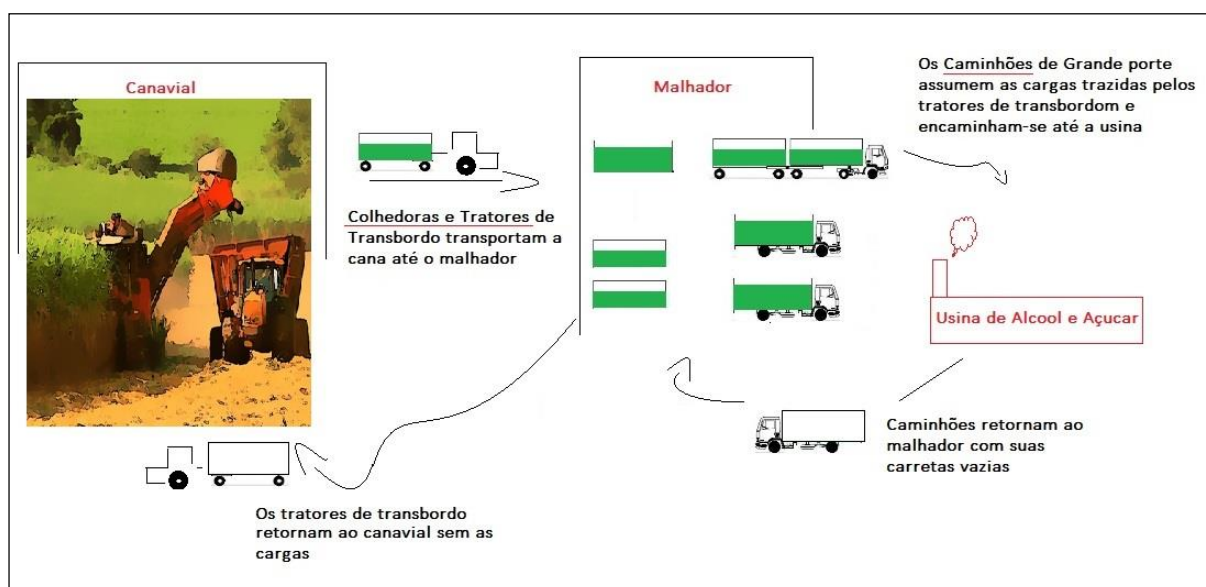 Canavial
Colhedoras e Tratores de
Transbordo transportam a
cana até o malhador
Malhador
Os Caminhões de Grande porte
assumem as cargas trazidas pelos
tratores de transbordom e
encaminham-se até a usina
Usina de Alcool e Açucar
Caminhões retornam ao
malhador com suas
carretas vazias
Os tratores de transbordo
retornam ao canavial sem as
cargas